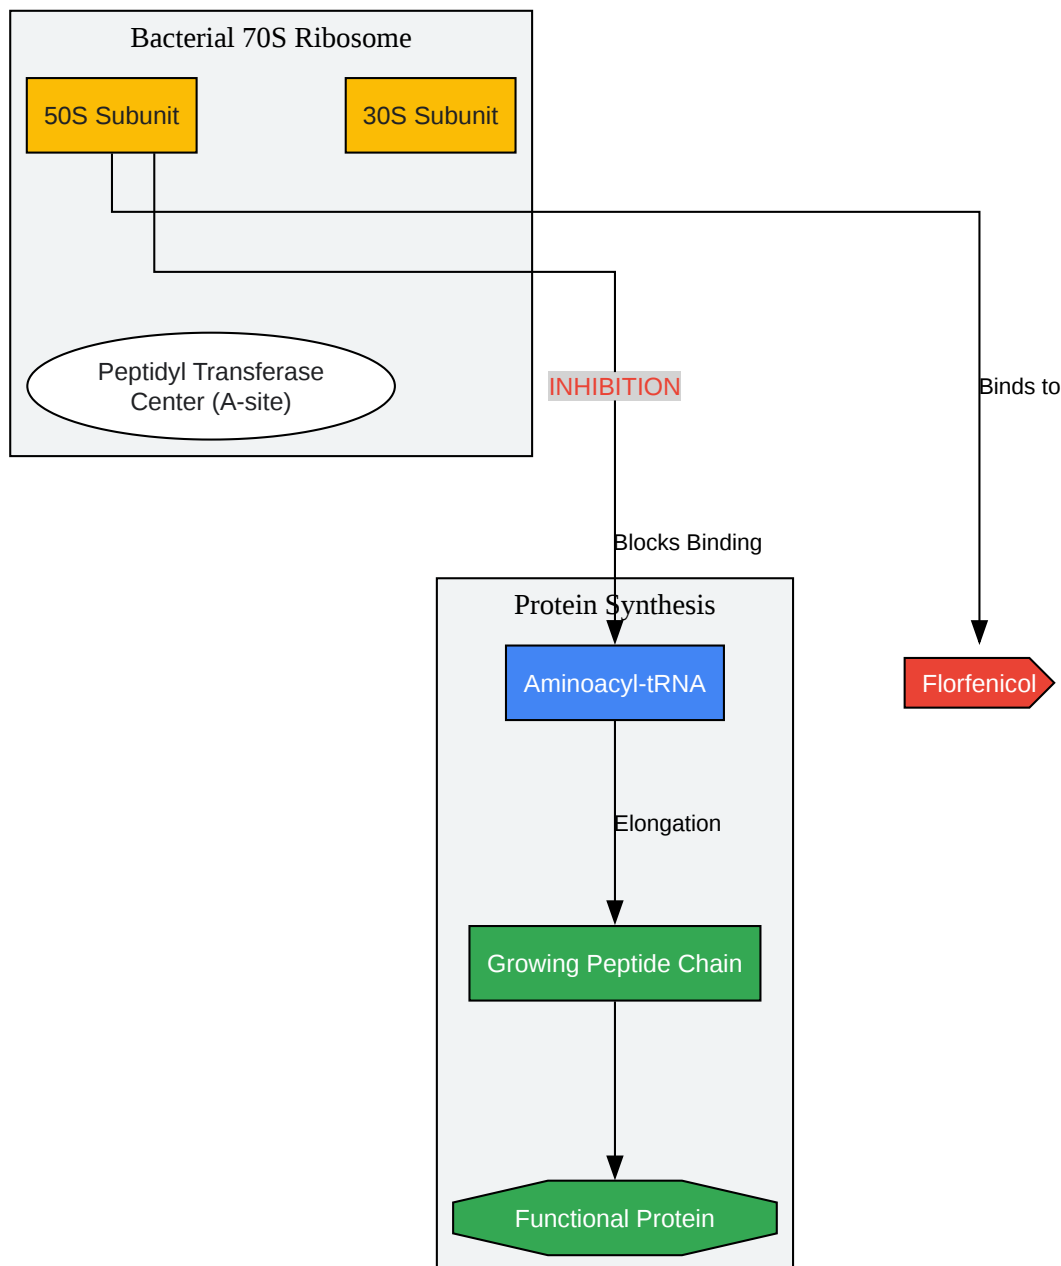 Bacterial 70S Ribosome
50S Subunit
30S Subunit
Peptidyl Transferase
Center (A-site)
INHIBITION
Binds to
Blocks Binding
Protein Synthesis
Aminoacyl-tRNA
Florfenicol
Elongation
Growing Peptide Chain
Functional Protein